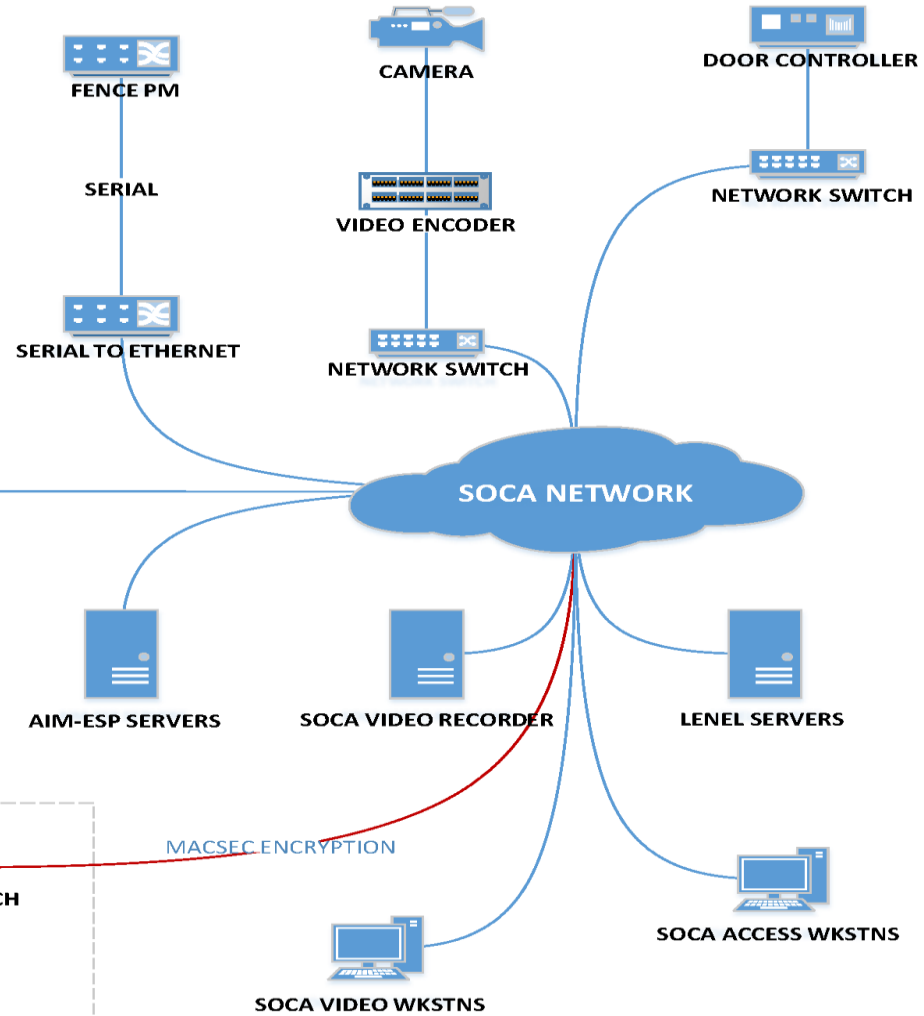 CAMERA
DOOR CONTROLLER
FENCE PM
SERIAL
NETWORK SWITCH
VIDEO ENCODER
SERIAL TO ETHERNET
NETWORK SWITCH
SOCA NETWORK
AIM-ESP SERVERS
SOCA VIDEO RECORDER
LENEL SERVERS
MACSEC ENCRYPTION
CH
SOCA ACCESS WKSTNS
SOCA VIDEO WKSTNS